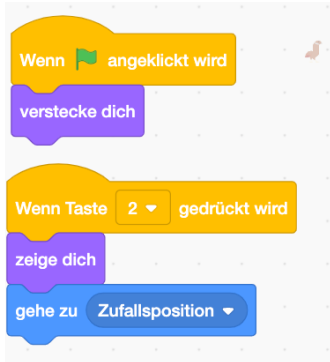 Wenn angeklickt wird
verstecke dich
Wenn Taste 2 gedrückt wird
zeige dich
gehe zu Zufallsposition